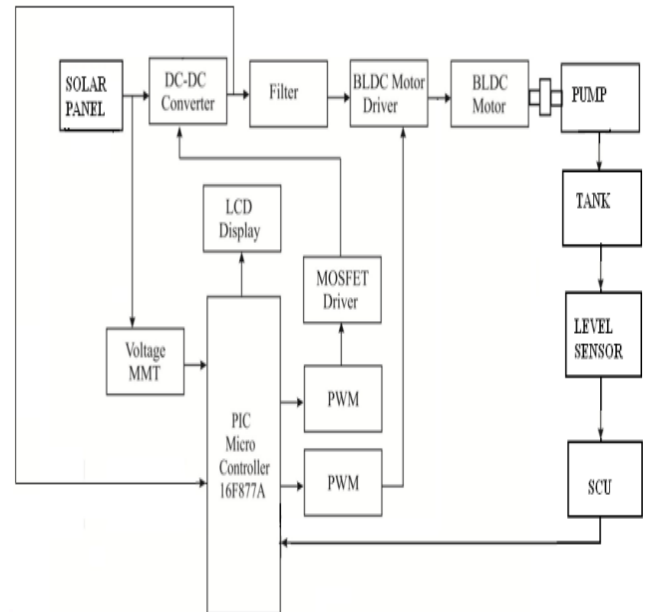 SOLAR
PANEL
DC-DC
Converter
Filter
BLDC Motor
Driver
BLDC
Motor
PUMP
TANK
LCD
Display
MOSFET
Driver
LEVEL
SENSOR
Voltage
MMT
PIC
Micro
Controller
16F877A
PWM
PWM
SCU